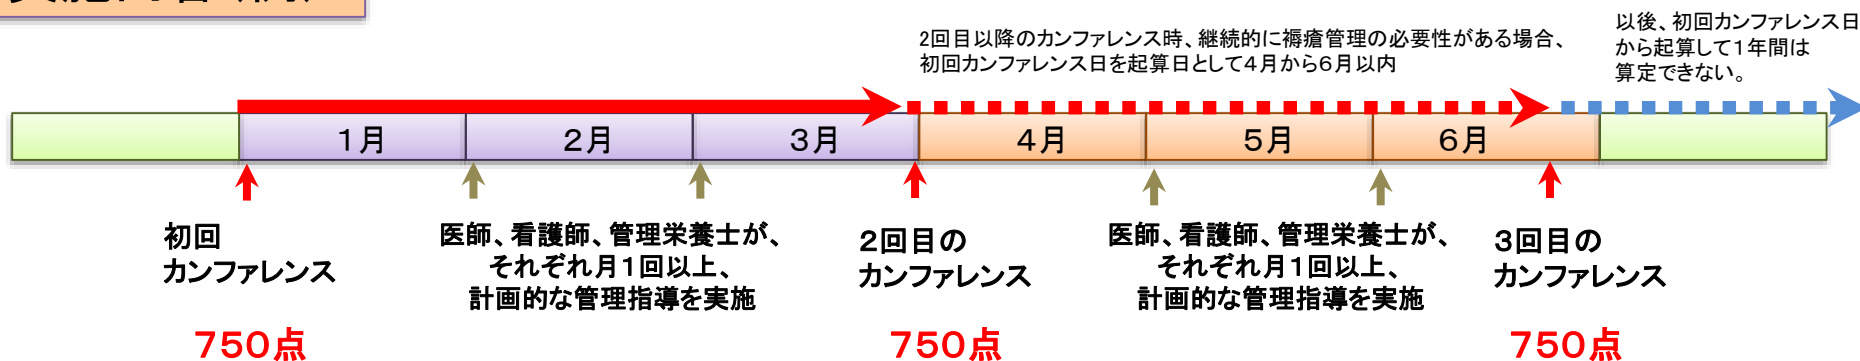 2回目以降のカンファレンス時、継続的に褥瘡管理の必要性がある場合、
初回カンファレンス日を起算日として4月から6月以内
以後、初回カンファレンス日
から起算して1年間は
算定できない。
1月
2月
3月
4月
5月
6月
初回
カンファレンス
750点
医師、看護師、管理栄養士が、
それぞれ月1回以上、
計画的な管理指導を実施
2回目の
カンファレンス
750点
医師、看護師、管理栄養士が、
それぞれ月1回以上、
計画的な管理指導を実施
3回目の
カンファレンス
750点